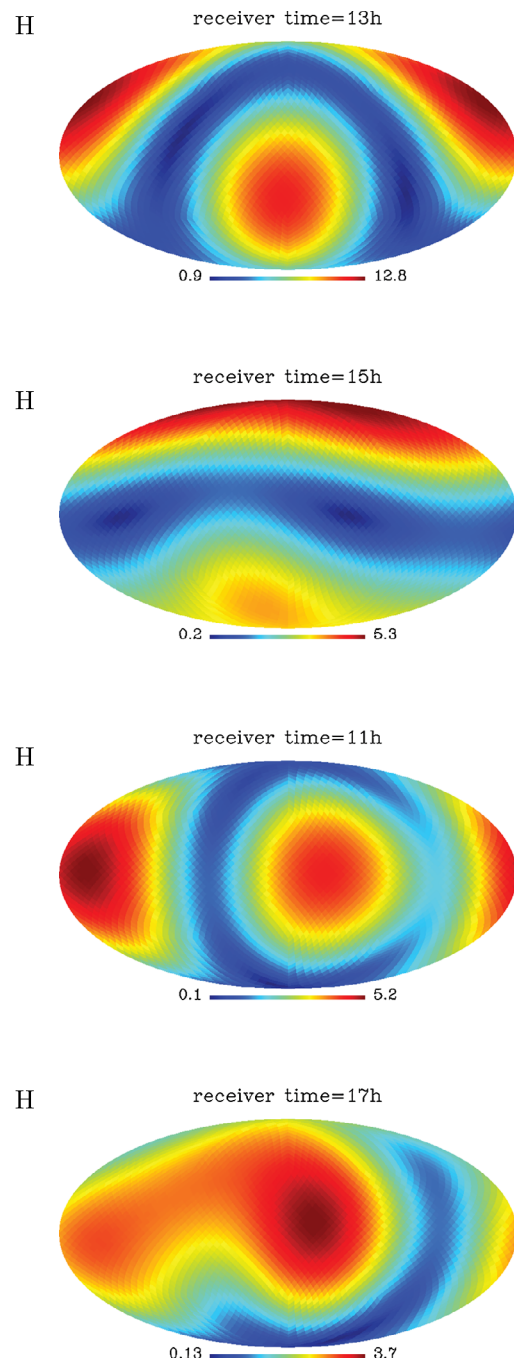 H
receiver time=13h
0.9 12.8
receiver time=15h
H
0.2 5.3
receiver time=11h
H
0.1 5.2
receiver time=17h
H
0.13 3.7